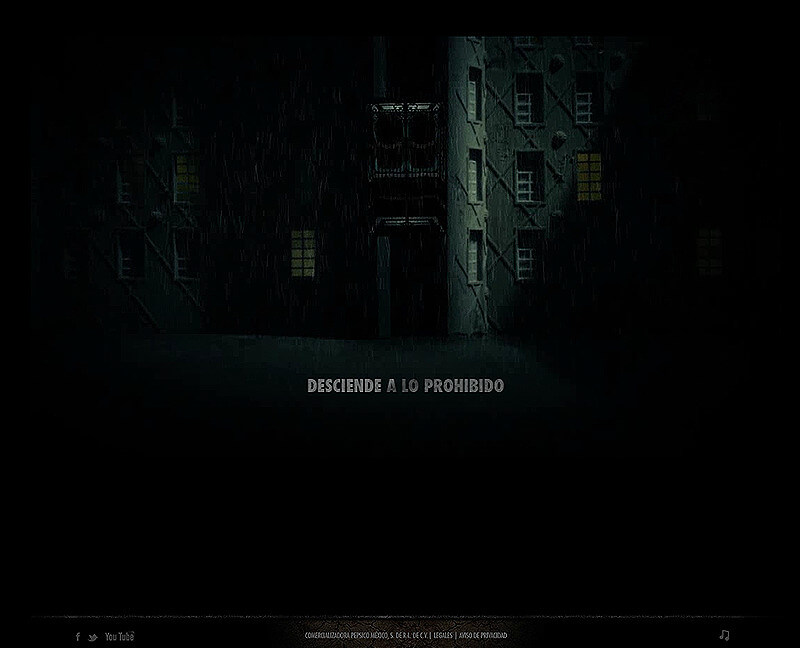 DESCIENDE A LO PROHIBIDO
f You Tube COMERCIALIZADORA PEPSICO MÉXICO, S. DE R.L. DE C.V. | LEGALES | AVISO DE PRIVACIDAD